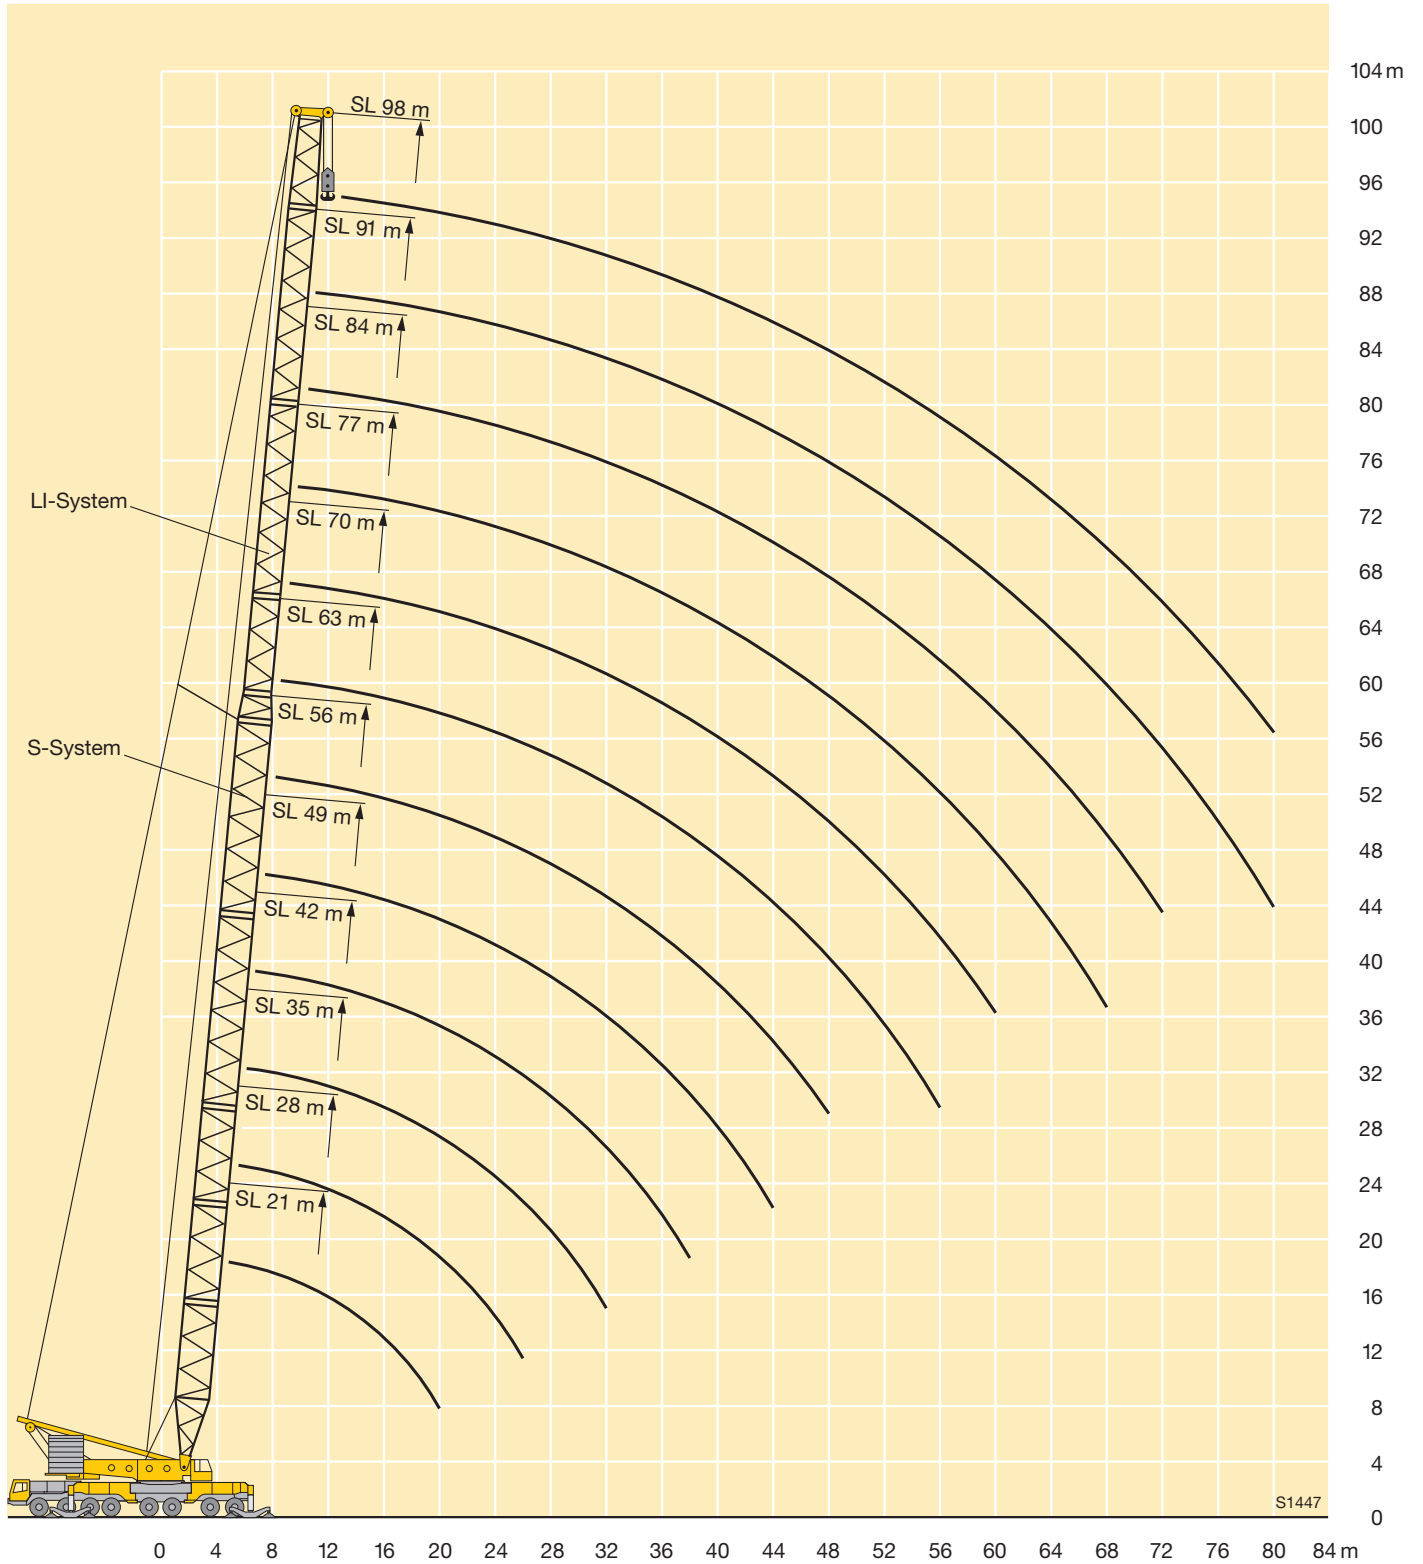 104 m
SL 98 m
100
96
SL 91 m
92
88
SL 84 m
84
80
SL 77 m
76
LI-System
SL 70 m
72
68
SL 63 m
64
60
SL 56 m
56
S-System
52
SL 49 m
48
SL 42 m
44
40
SL 35 m
36
32
SL 28 m
28
24
SL 21 m
20
16
12
8
4
S1447
0
0 4 8 12 16 20 24 28 32 36 40 44 48 52 56 60 64 68 72 76 80 84 m